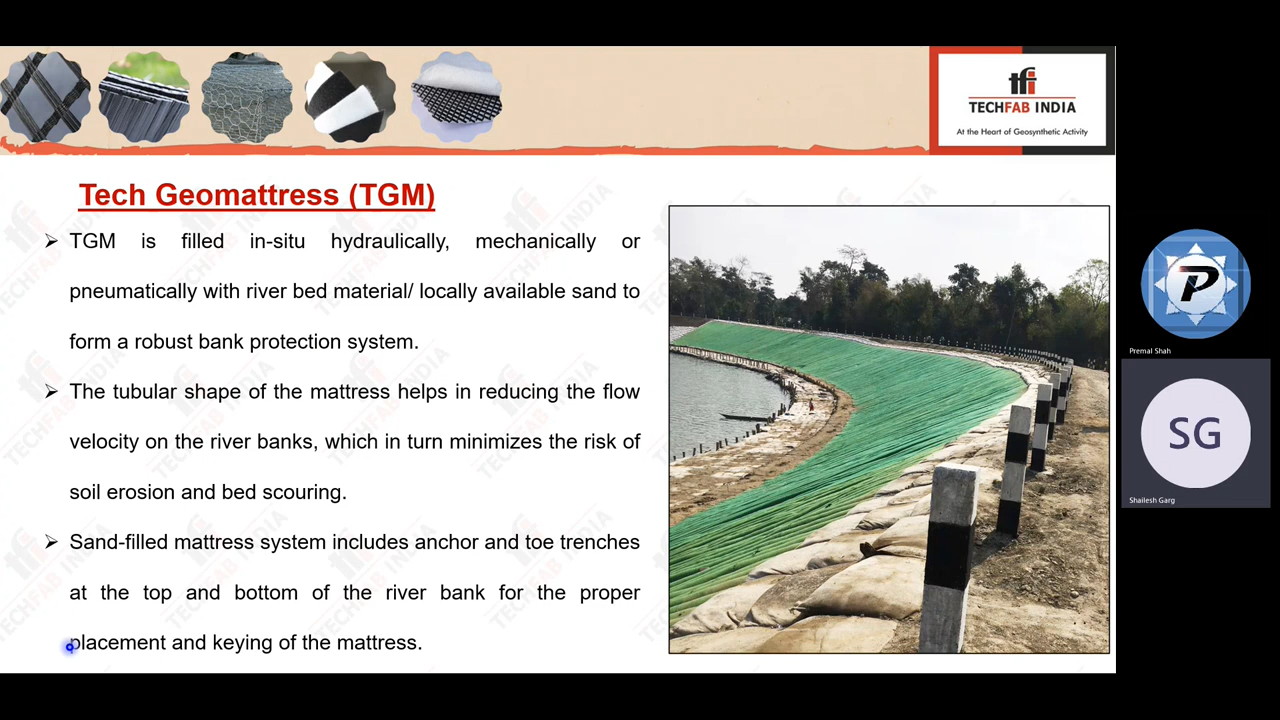 tfi
TECHFAB INDIA
At the Heart of Geosynthetic Activity
Tech Geomattress (TGM)
➢ TGM is filled in-situ hydraulically, mechanically or
pneumatically with river bed material/ locally available sand to
form a robust bank protection system.
➢ The tubular shape of the mattress helps in reducing the flow
velocity on the river banks, which in turn minimizes the risk of
soil erosion and bed scouring.
➢ Sand-filled mattress system includes anchor and toe trenches
at the top and bottom of the river bank for the proper
placement and keying of the mattress.
P
Premal Shah
SG
Shailesh Garg